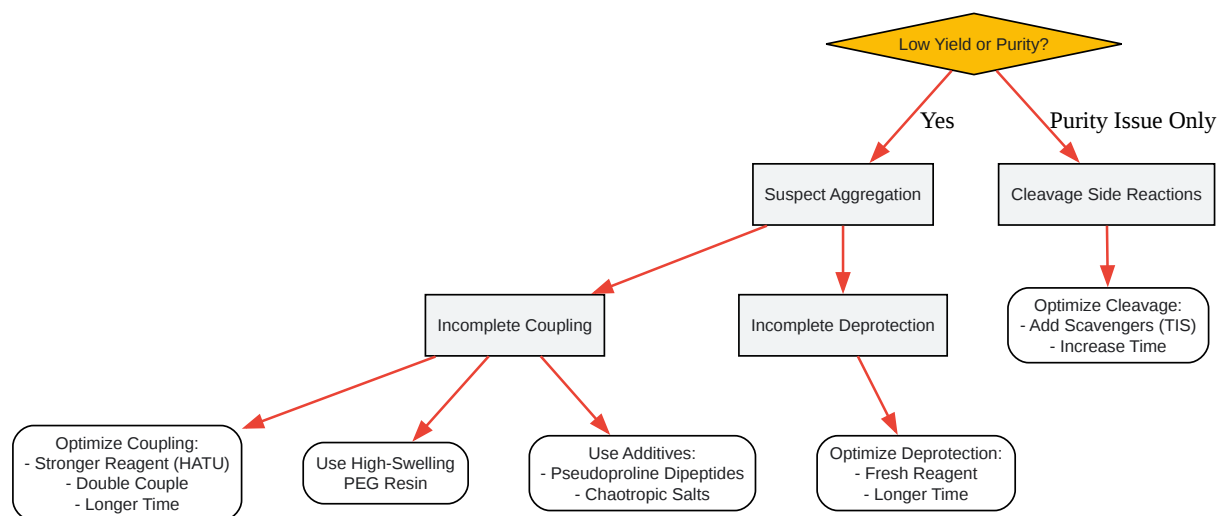 Low Yield or Purity?
Yes
Purity Issue Only
Suspect Aggregation
Cleavage Side Reactions
Incomplete Coupling
Incomplete Deprotection
Optimize Cleavage:
- Add Scavengers (TIS)
- Increase Time
Optimize Coupling:
- Stronger Reagent (HATU)
- Double Couple
- Longer Time
Use High-Swelling
PEG Resin
Use Additives:
- Pseudoproline Dipeptides
- Chaotropic Salts
Optimize Deprotection:
- Fresh Reagent
- Longer Time